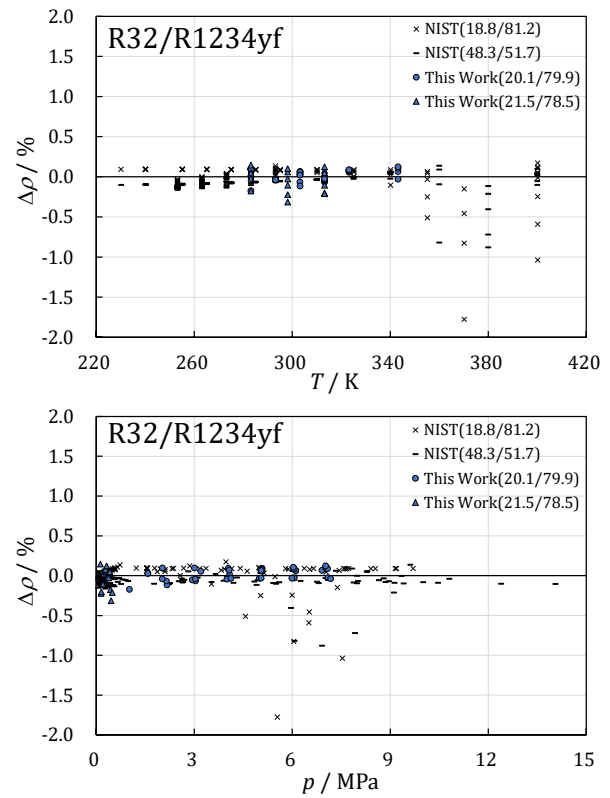 R32/R1234yf
NIST(18.8/81.2)
NIST(48.3/51.7)
This Work(20.1/79.9)
This Work(21.5/78.5)
2.0
1.5
1.0
0.5
0.0
-0.5
-1.0
-1.5
-2.0
Δρ / %
220 260 300 340 380 420
T / K
R32/R1234yf
NIST(18.8/81.2)
NIST(48.3/51.7)
This Work(20.1/79.9)
This Work(21.5/78.5)
2.0
1.5
1.0
0.5
0.0
-0.5
-1.0
-1.5
-2.0
Δρ / %
0 3 6 9 12 15
p / MPa